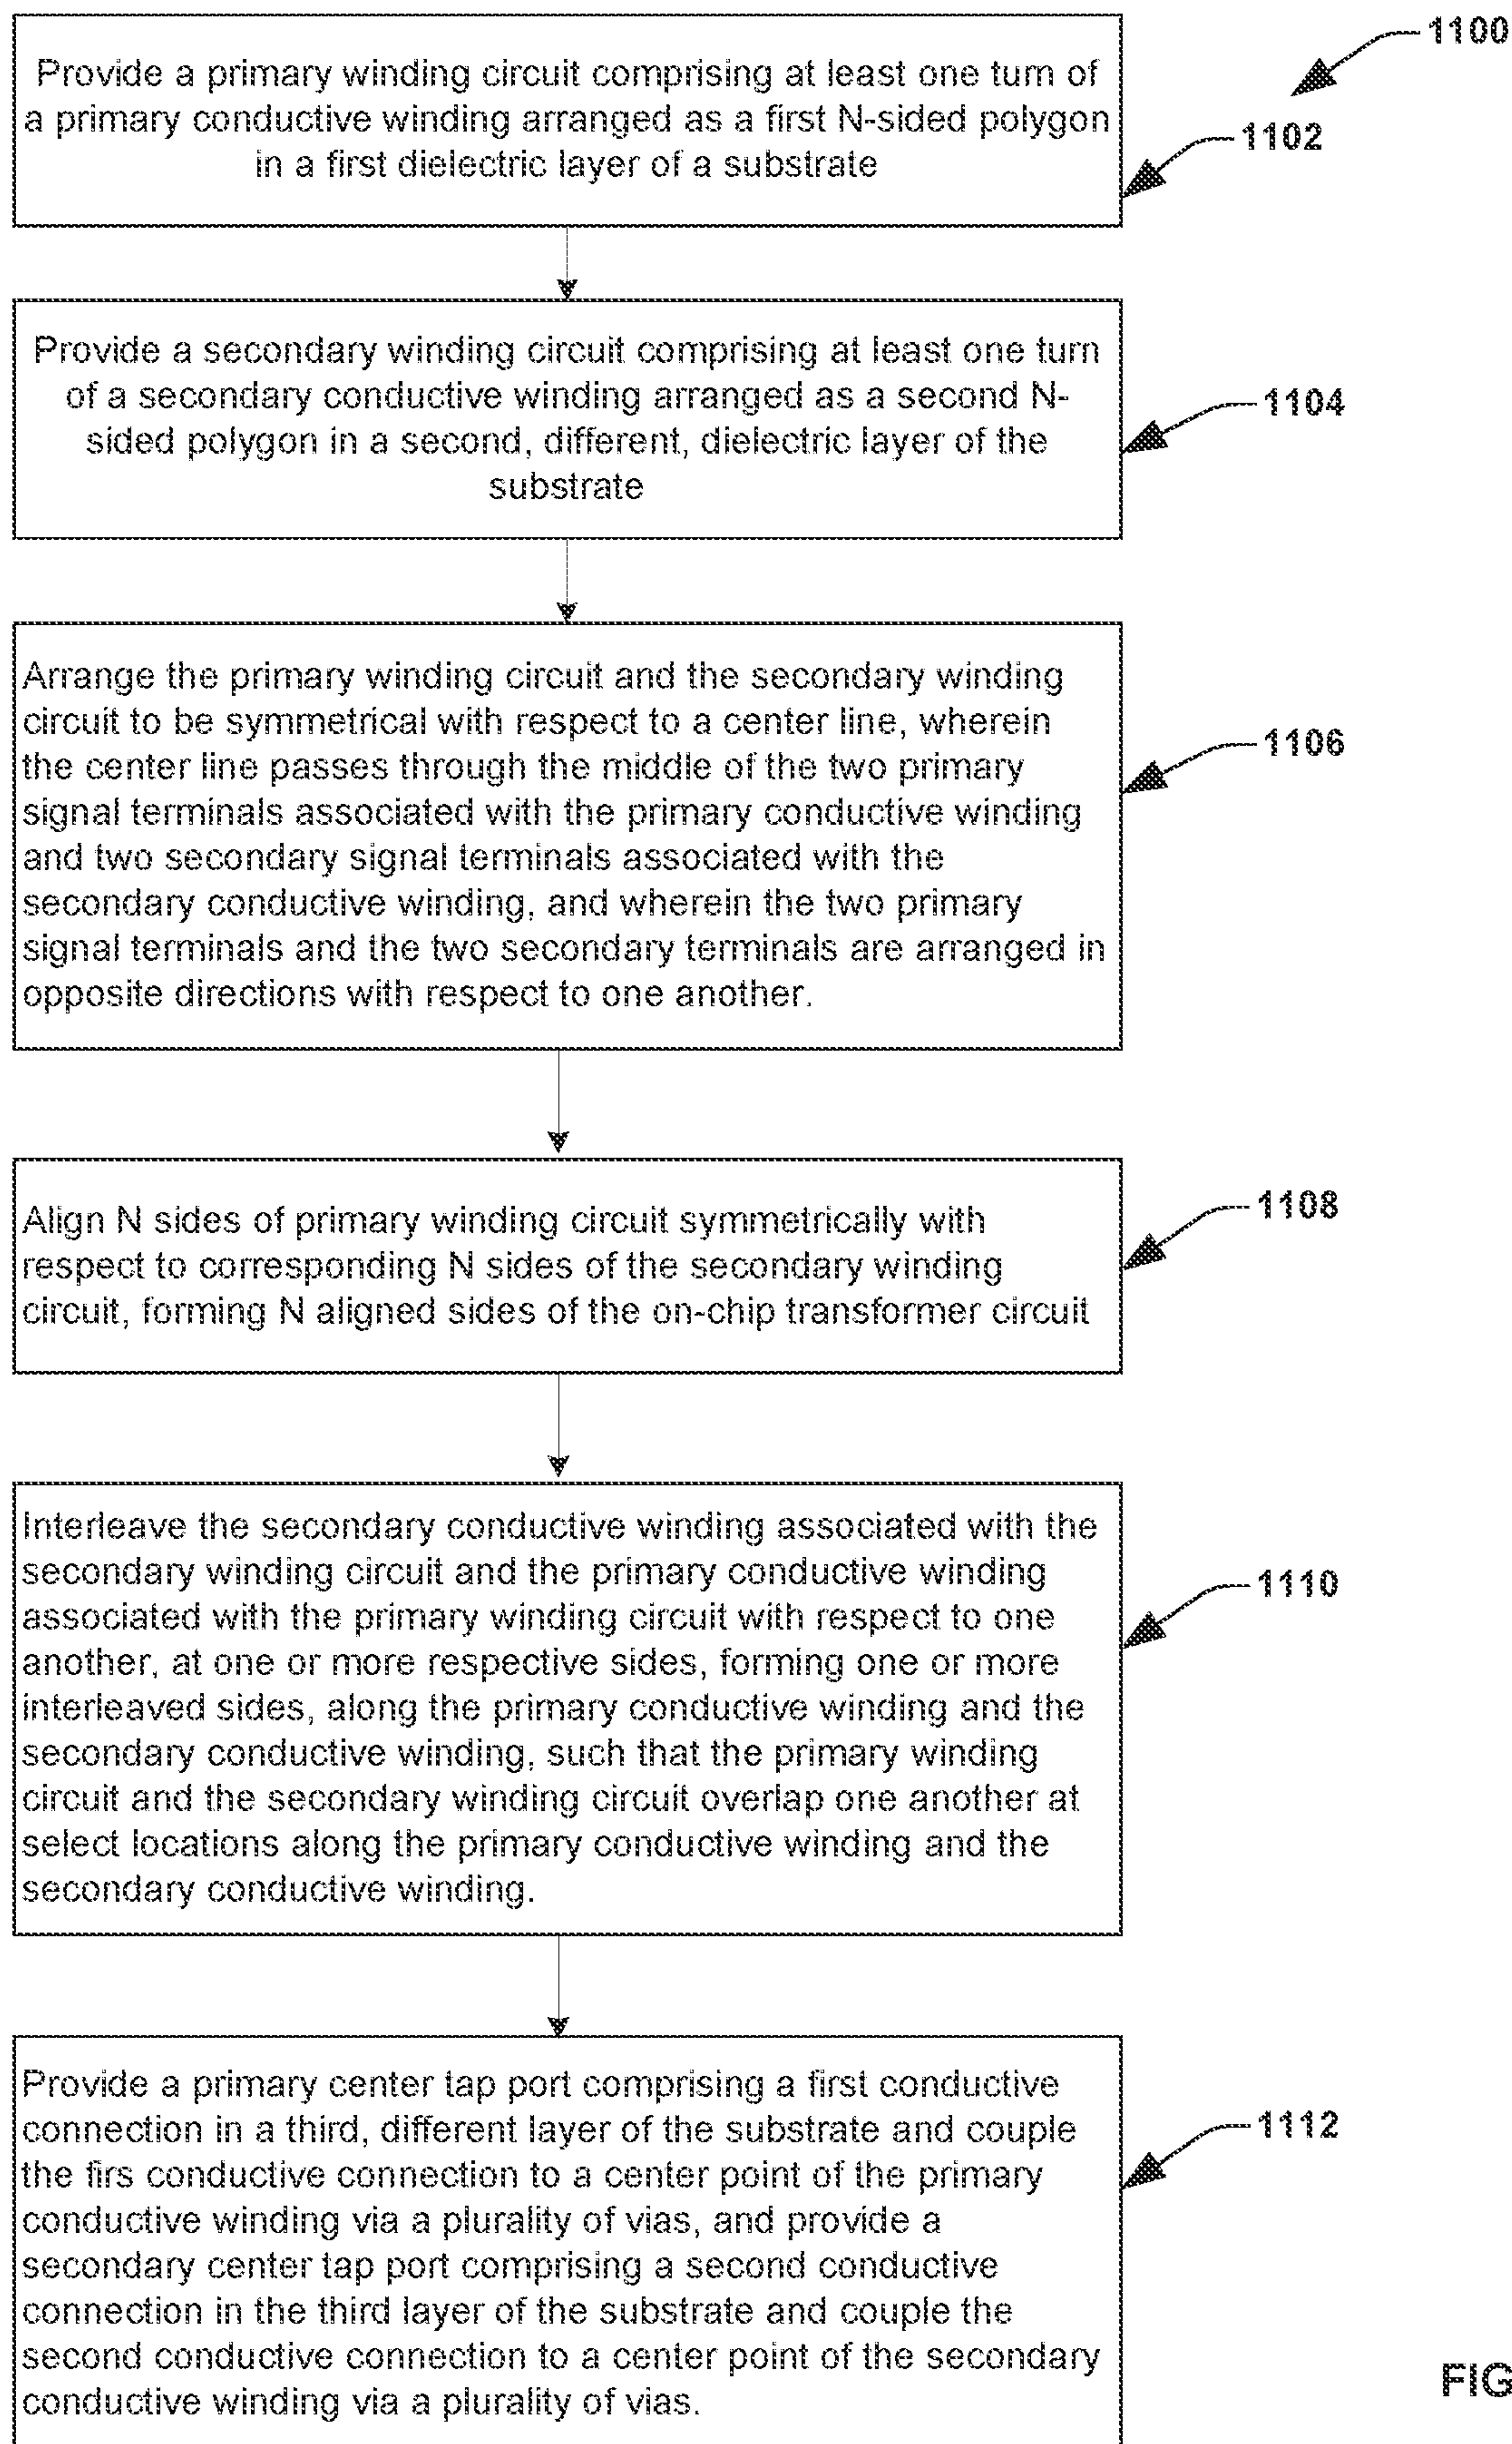 1100
Provide a primary winding circuit comprising at least one turn of
a primary conductive winding arranged as a first N-sided polygon
in a first dielectric layer of a substrate
1102
Provide a secondary winding circuit comprising at least one turn
of a secondary conductive winding arranged as a second N-
sided polygon in a second, different, dielectric layer of the
substrate
1104
Arrange the primary winding circuit and the secondary winding
circuit to be symmetrical with respect to a center line, wherein
the center line passes through the middle of the two primary
signal terminals associated with the primary conductive winding
and two secondary signal terminals associated with the
secondary conductive winding, and wherein the two primary
signal terminals and the two secondary terminals are arranged in
opposite directions with respect to one another.
1106
Align N sides of primary winding circuit symmetrically with
respect to corresponding N sides of the secondary winding
circuit, forming N aligned sides of the on-chip transformer circuit
1108
Interleave the secondary conductive winding associated with the
secondary winding circuit and the primary conductive winding
associated with the primary winding circuit with respect to one
another, at one or more respective sides, forming one or more
interleaved sides, along the primary conductive winding and the
secondary conductive winding, such that the primary winding
circuit and the secondary winding circuit overlap one another at
select locations along the primary conductive winding and the
secondary conductive winding.
1110
Provide a primary center tap port comprising a first conductive
connection in a third, different layer of the substrate and couple
the firs conductive connection to a center point of the primary
conductive winding via a plurality of vias, and provide a
secondary center tap port comprising a second conductive
connection in the third layer of the substrate and couple the
second conductive connection to a center point of the secondary
conductive winding via a plurality of vias.
1112
FIG